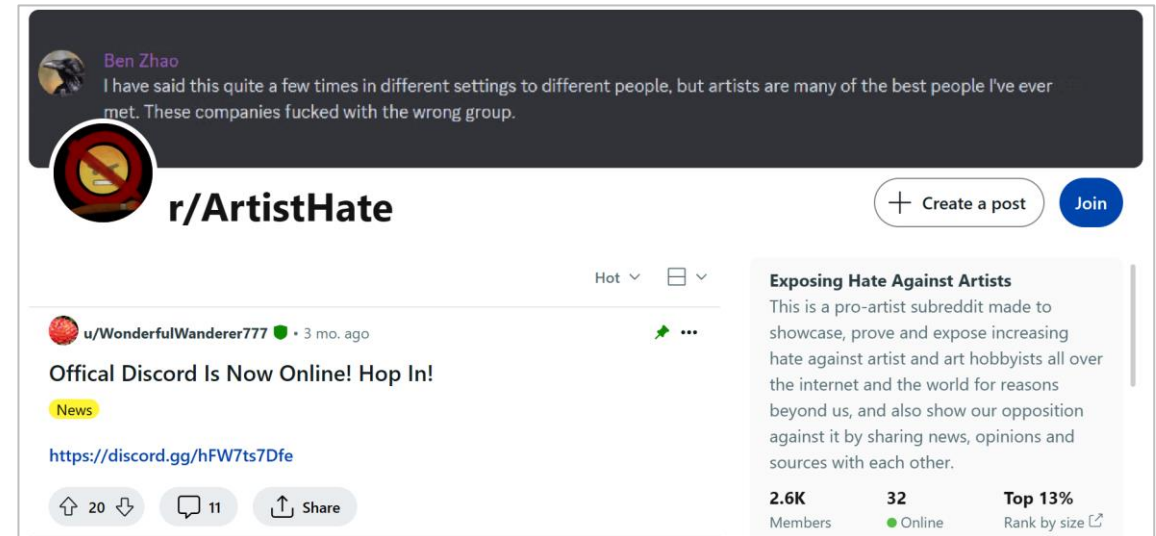 Ben Zhao
I have said this quite a few times in different settings to different people, but artists are many of the best people I've ever
met. These companies fucked with the wrong group.
r/ArtistHate
Create a post
Join
Hot
u/WonderfulWanderer777 • 3 mo. ago
Offical Discord Is Now Online! Hop In!
News
https://discord.gg/hFW7ts7Dfe
20
11
Share
Exposing Hate Against Artists
This is a pro-artist subreddit made to
showcase, prove and expose increasing
hate against artist and art hobbyists all over
the internet and the world for reasons
beyond us, and also show our opposition
against it by sharing news, opinions and
sources with each other.
2.6K 32 Top 13%
Members Online Rank by size